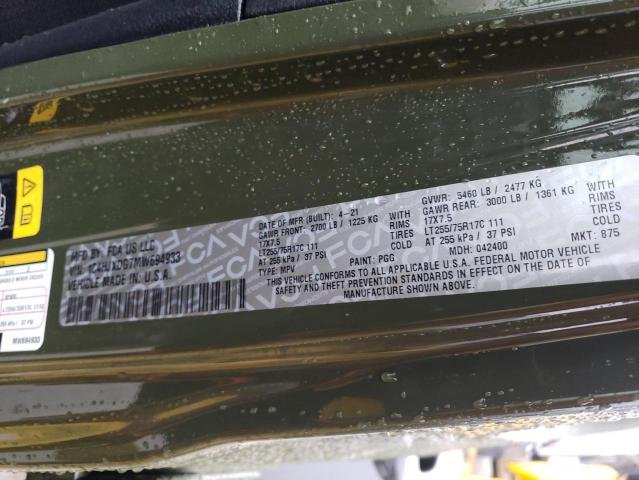 MFD BY: FCA US LLC
DATE OF MFR (BUILT): 4-21
GVWR: 5460 LB / 2477 KG
GAWR FRONT: 2700 LB / 1225 KG WITH
GAWR REAR: 3000 LB / 1361 KG WITH
17X7.5 RIMS
17X7.5 RIMS
LT255/75R17C 111 TIRES
LT255/75R17C 111 TIRES
AT 255 kPa / 37 PSI COLD
AT 255 kPa / 37 PSI COLD
VEHICLE MADE IN U.S.A.
TYPE: MPV
PAINT: PGG
MDH: 042400
MKT: 875
THIS VEHICLE CONFORMS TO ALL APPLICABLE U.S.A. FEDERAL MOTOR VEHICLE
SAFETY AND THEFT PREVENTION STANDARDS IN EFFECT ON THE DATE OF MANUFACTURE
SHOWN ABOVE.
MW694933